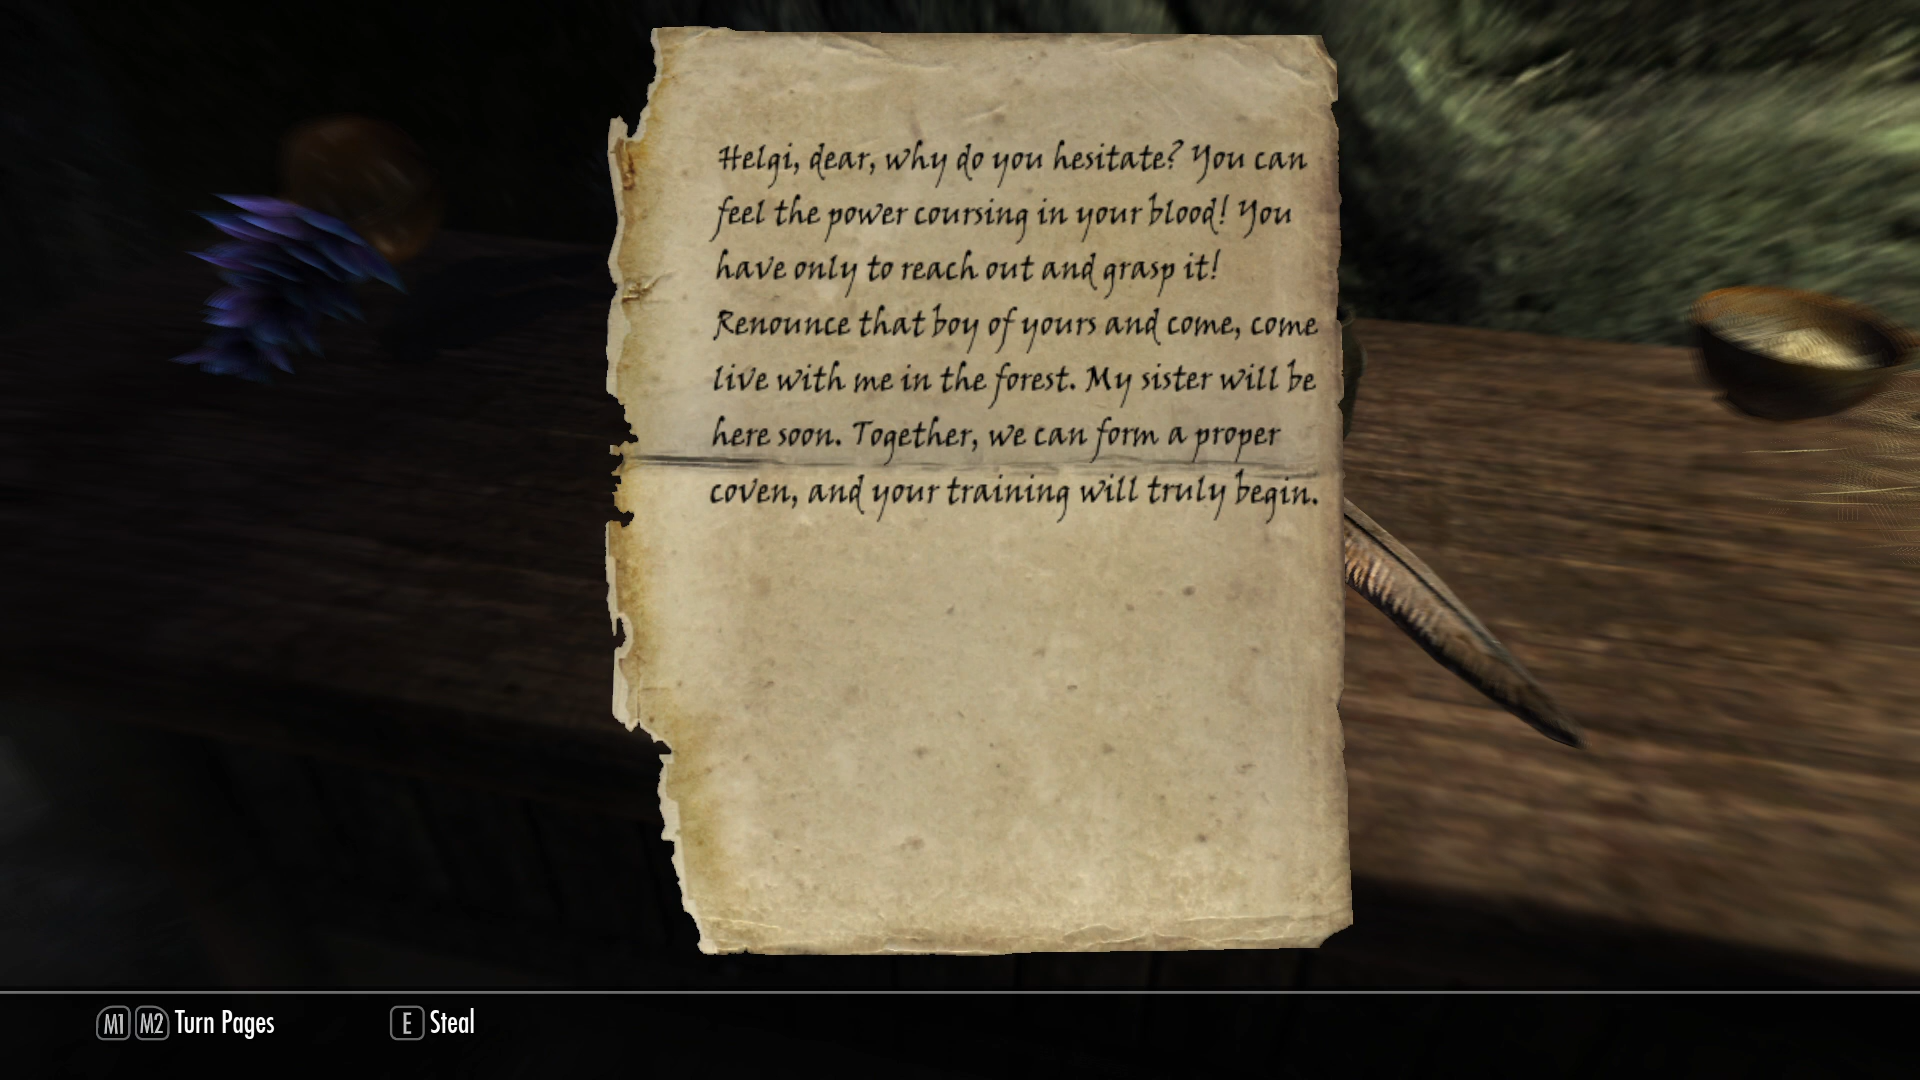 Helgi, dear, why do you hesitate? You can
feel the power coursing in your blood! You
have only to reach out and grasp it!
Renounce that boy of yours and come, come
live with me in the forest. My sister will be
here soon. Together, we can form a proper
coven, and your training will truly begin.
M1 M2 Turn Pages
E Steal